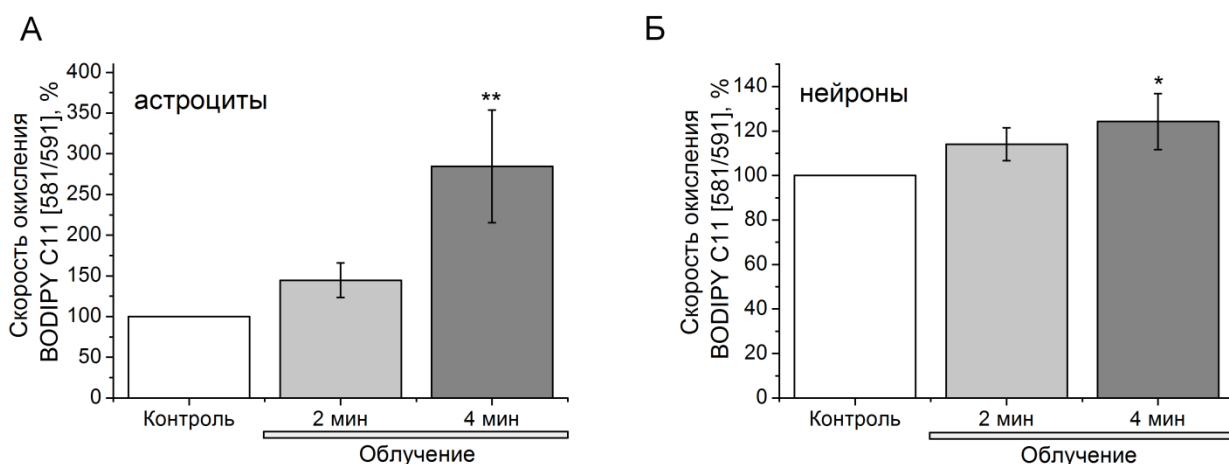 А
Скорость окисления
BODIPY C11 [581/591], %
400
350
300
250
200
150
100
50
0
астроциты
**
Контроль
2 мин
4 мин
Облучение
Б
Скорость окисления
BODIPY C11 [581/591], %
140
120
100
80
60
40
20
0
нейроны
*
Контроль
2 мин
4 мин
Облучение